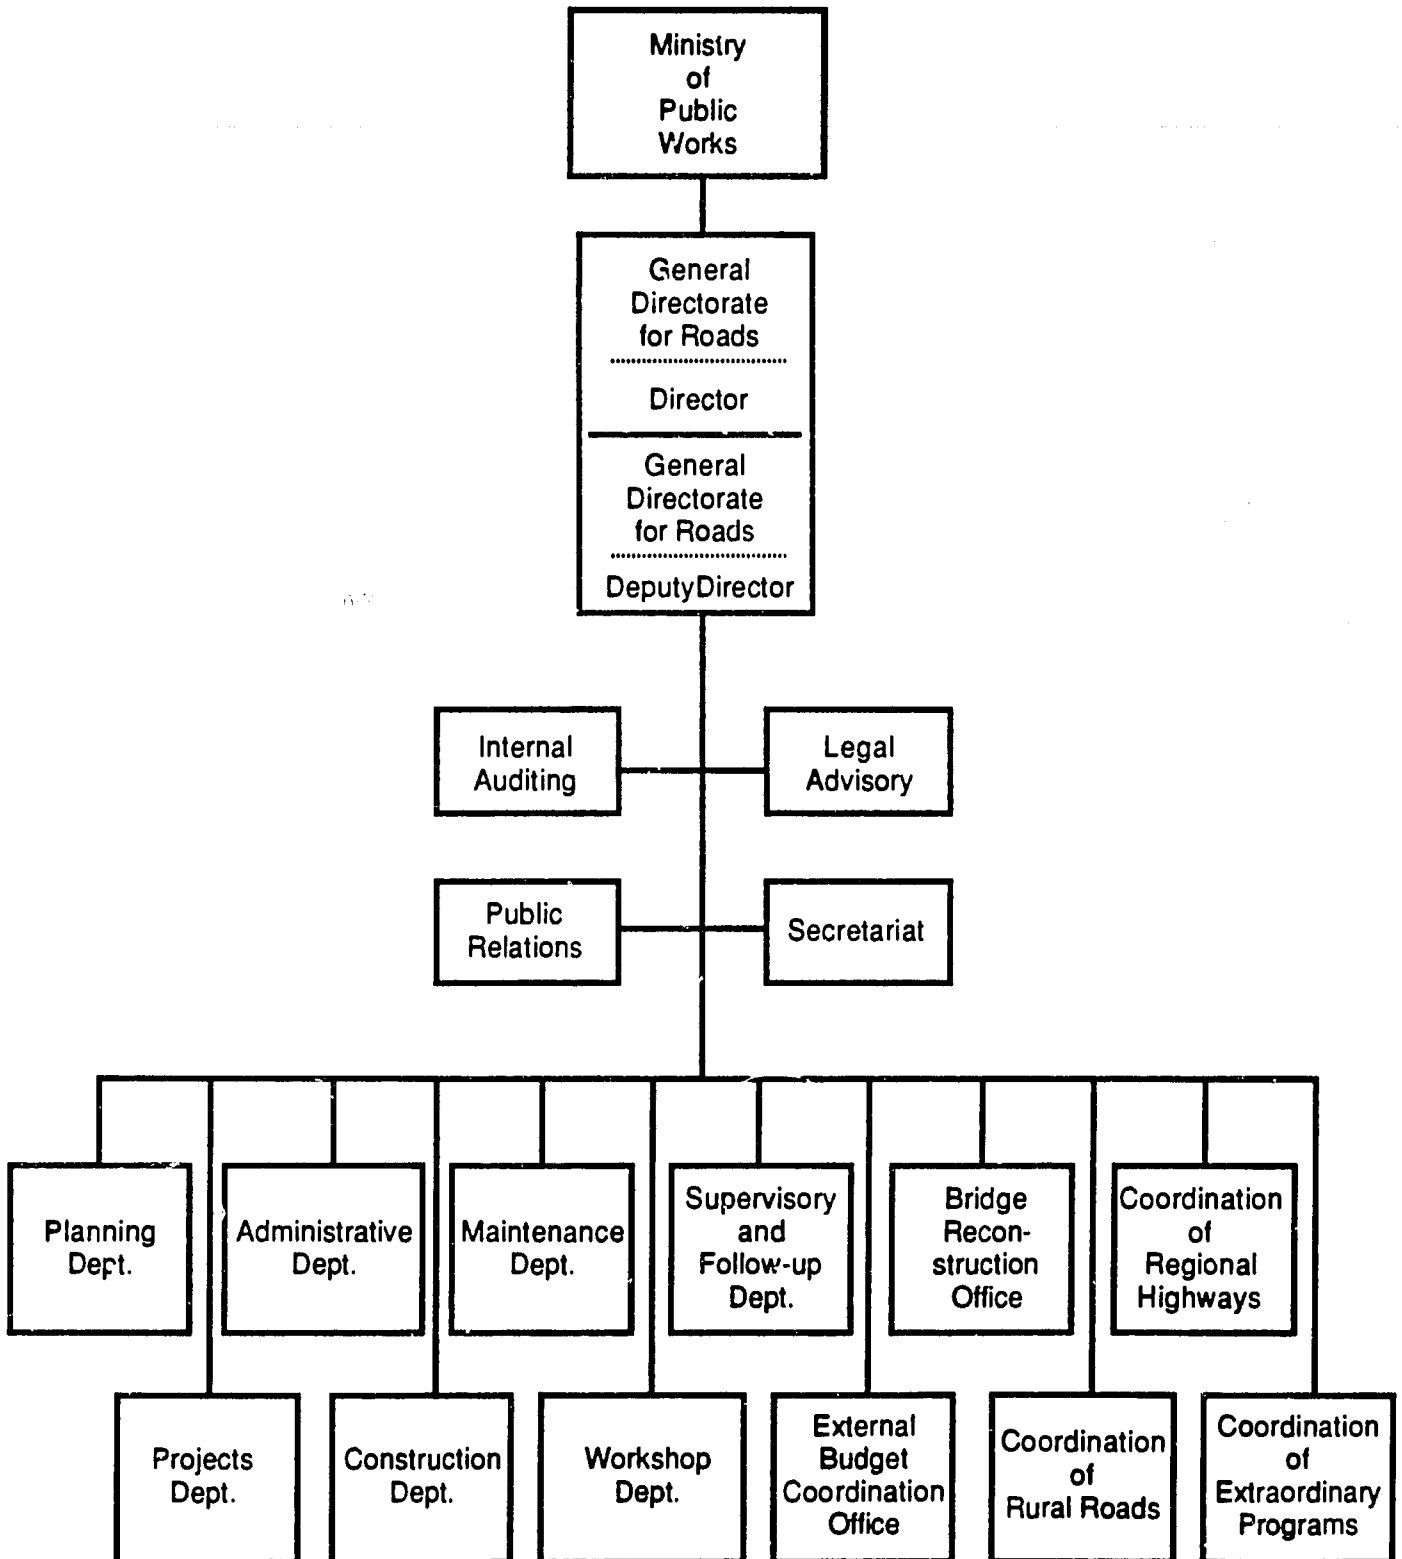 Ministry
of
Public
Works
General
Directorate
for Roads
Director
General
Directorate
for Roads
DeputyDirector
Internal
Auditing
Legal
Advisory
Public
Relations
Secretariat
Planning
Dept.
Administrative
Dept.
Maintenance
Dept.
Supervisory
and
Follow-up
Dept.
Bridge
Recon-
struction
Office
Coordination
of
Regional
Highways
Projects
Dept.
Construction
Dept.
Workshop
Dept.
External
Budget
Coordination
Office
Coordination
of
Rural Roads
Coordination
of
Extraordinary
Programs